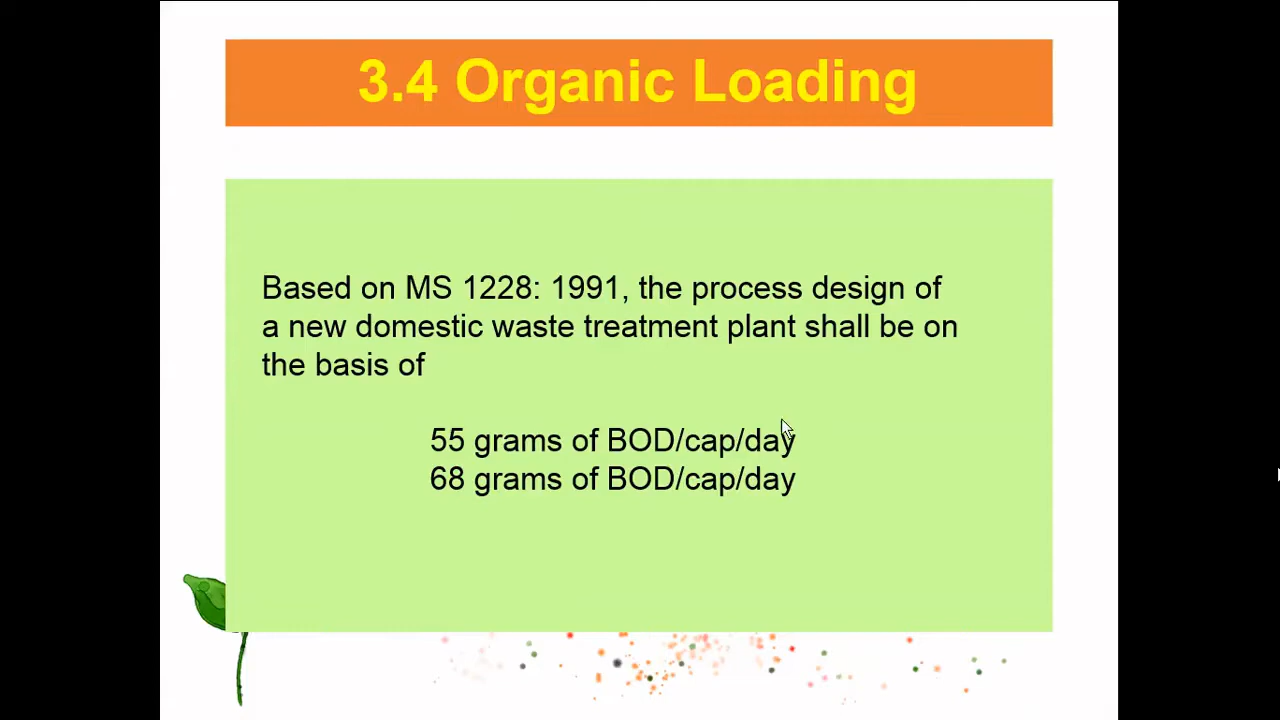 3.4 Organic Loading
Based on MS 1228: 1991, the process design of
a new domestic waste treatment plant shall be on
the basis of
55 grams of BOD/cap/day
68 grams of BOD/cap/day